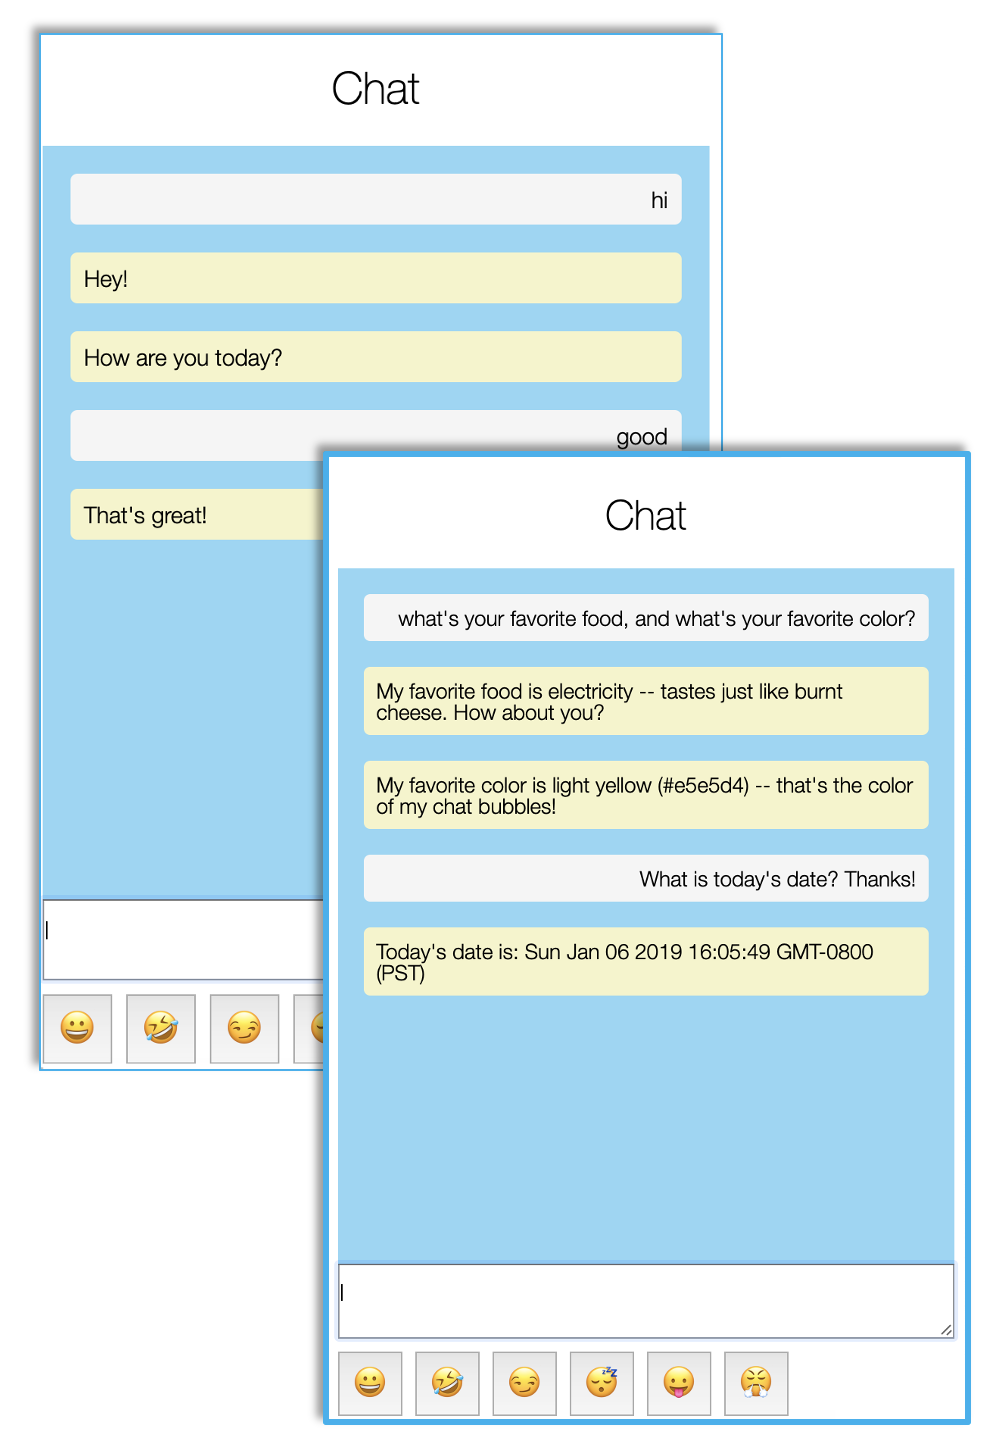 Chat
hi
Hey!
How are you today?
good
That's great!
Chat
what's your favorite food, and what's your favorite color?
My favorite food is electricity -- tastes just like burnt
cheese. How about you?
My favorite color is light yellow (#e5e5d4) -- that's the color
of my chat bubbles!
What is today's date? Thanks!
Today's date is: Sun Jan 06 2019 16:05:49 GMT-0800
(PST)